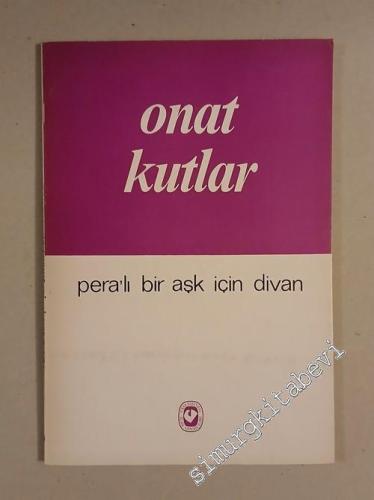 onat
kutlar
pera'lı bir aşk için divan
simurgkitabevi